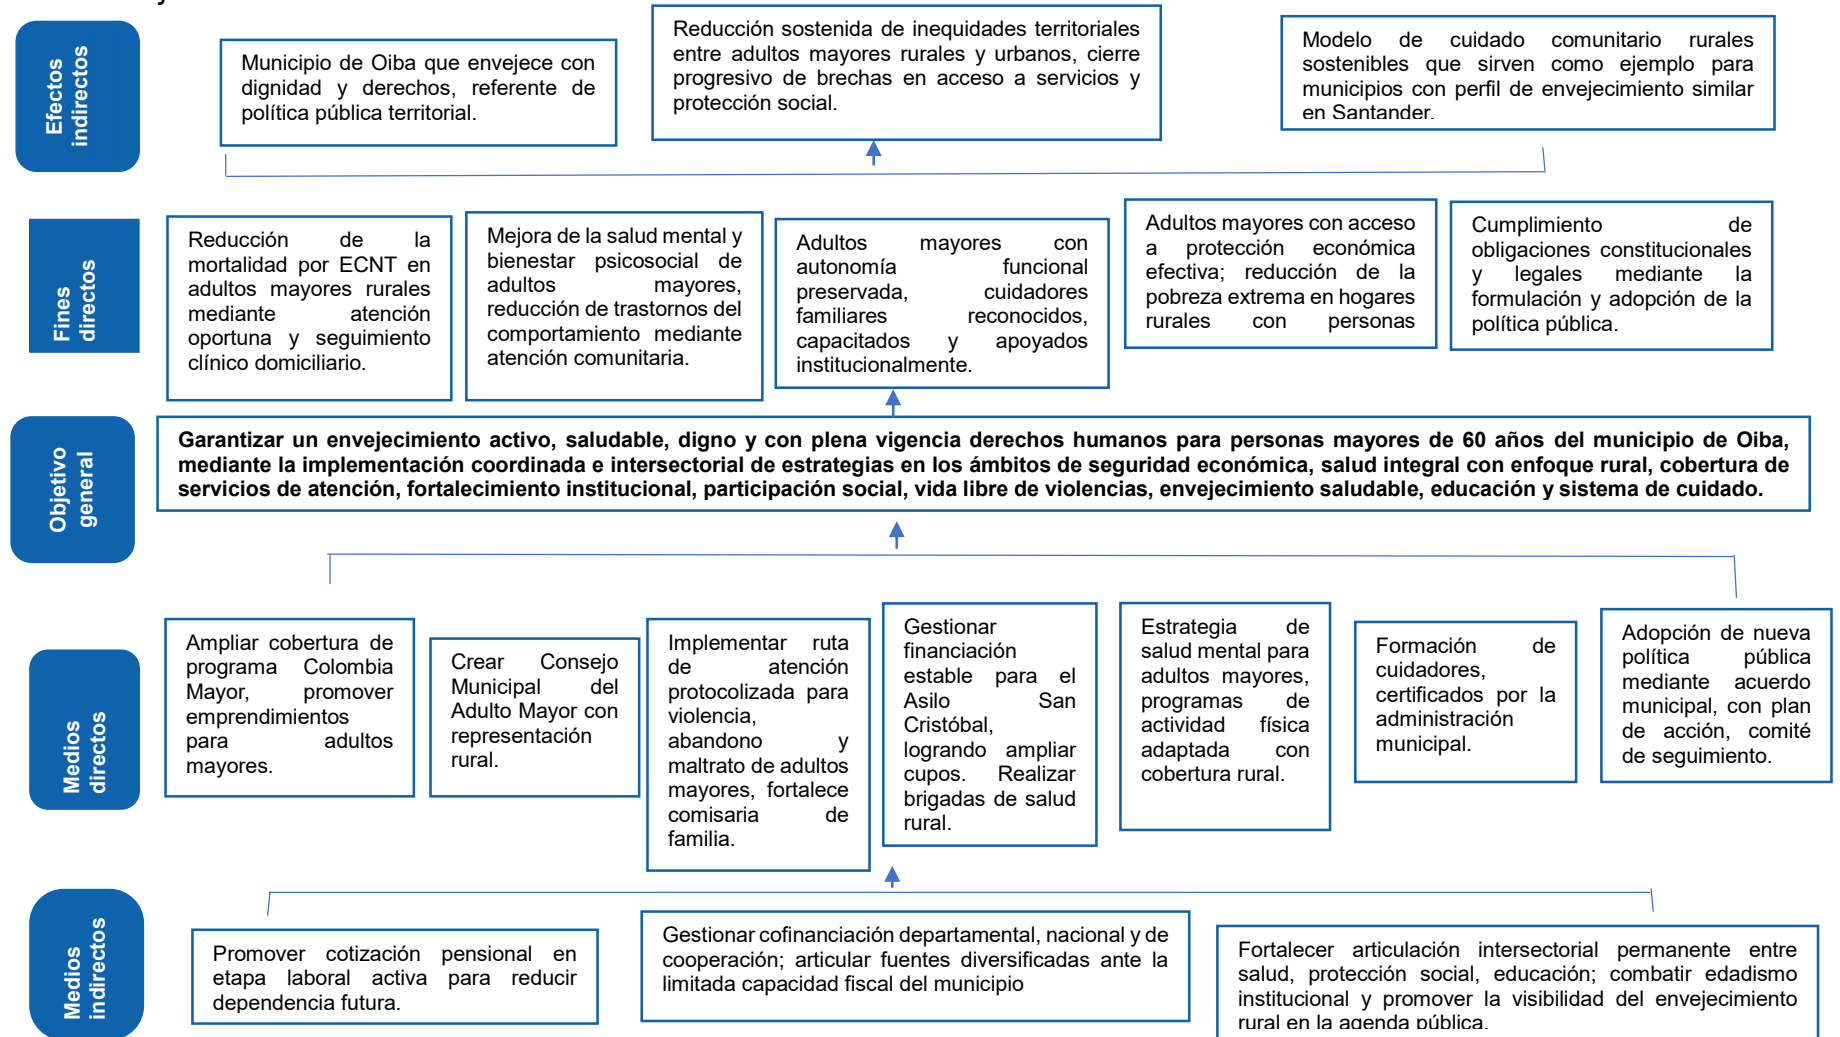 Efectos
indirectos
Municipio de Oiba que envejece con
dignidad y derechos, referente de
política pública territorial.
Reducción sostenida de inequidades territoriales
entre adultos mayores rurales y urbanos, cierre
progresivo de brechas en acceso a servicios y
protección social.
Modelo de cuidado comunitario rurales
sostenibles que sirven como ejemplo para
municipios con perfil de envejecimiento similar
en Santander.
Fines
directos
Reducción de la
mortalidad por ECNT en
adultos mayores rurales
mediante atención
oportuna y seguimiento
clínico domiciliario.
Mejora de la salud mental y
bienestar psicosocial de
adultos mayores,
reducción de trastornos del
comportamiento mediante
atención comunitaria.
Adultos mayores con
autonomía funcional
preservada, cuidadores
familiares reconocidos,
capacitados y apoyados
institucionalmente.
Adultos mayores con acceso
a protección económica
efectiva; reducción de la
pobreza extrema en hogares
rurales con personas
Cumplimiento de
obligaciones constitucionales
y legales mediante la
formulación y adopción de la
política pública.
Objetivo
general
Garantizar un envejecimiento activo, saludable, digno y con plena vigencia derechos humanos para personas mayores de 60 años del municipio de Oiba,
mediante la implementación coordinada e intersectorial de estrategias en los ámbitos de seguridad económica, salud integral con enfoque rural, cobertura de
servicios de atención, fortalecimiento institucional, participación social, vida libre de violencias, envejecimiento saludable, educación y sistema de cuidado.
Medios
directos
Ampliar cobertura de
programa Colombia
Mayor, promover
emprendimientos
para adultos
mayores.
Crear Consejo
Municipal del
Adulto Mayor con
representación
rural.
Implementar ruta
de atención
protocolizada para
violencia,
abandono y
maltrato de adultos
mayores, fortalece
comisaria de
familia.
Gestionar
financiación
estable para el
Asilo San
Cristóbal,
logrando ampliar
cupos. Realizar
brigadas de salud
rural.
Estrategia de
salud mental para
adultos mayores,
programas de
actividad física
adaptada con
cobertura rural.
Formación de
cuidadores,
certificados por la
administración
municipal.
Adopción de nueva
política pública
mediante acuerdo
municipal, con plan
de acción, comité
de seguimiento.
Medios
indirectos
Promover cotización pensional en
etapa laboral activa para reducir
dependencia futura.
Gestionar cofinanciación departamental, nacional y de
cooperación; articular fuentes diversificadas ante la
limitada capacidad fiscal del municipio
Fortalecer articulación intersectorial permanente entre
salud, protección social, educación; combatir edadismo
institucional y promover la visibilidad del envejecimiento
rural en la agenda pública.